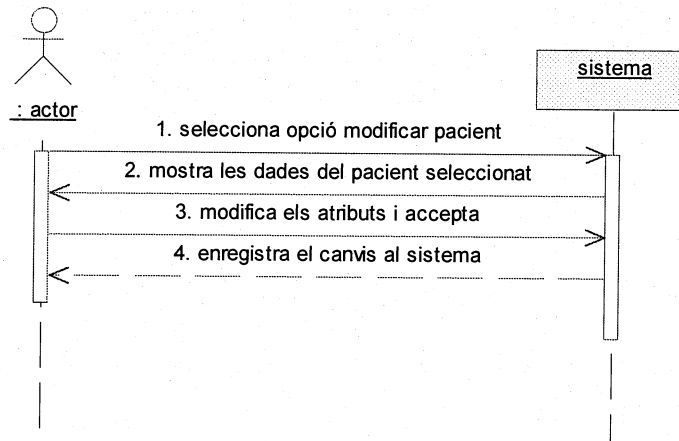 : actor
sistema
1. selecciona opció modificar pacient
2. mostra les dades del pacient seleccionat
3. modifica els atributs i accepta
4. enregistra el canvis al sistema